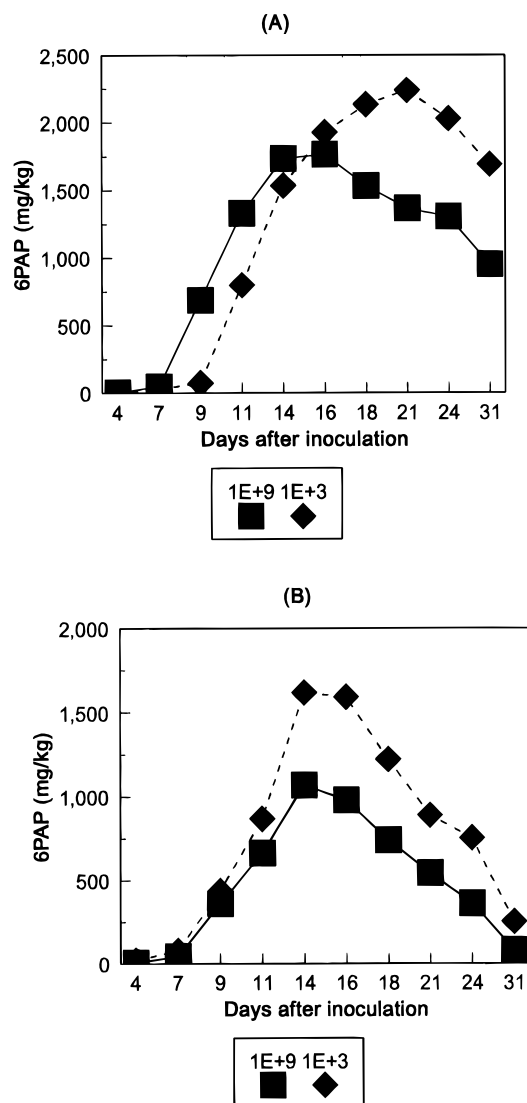 (A)
2,500
2,000
1,500
1,000
500
0
6PAP (mg/kg)
4 7 9 11 14 16 18 21 24 31
Days after inoculation
1E+9 1E+3
(B)
2,000
1,500
1,000
500
0
6PAP (mg/kg)
4 7 9 11 14 16 18 21 24 31
Days after inoculation
1E+9 1E+3